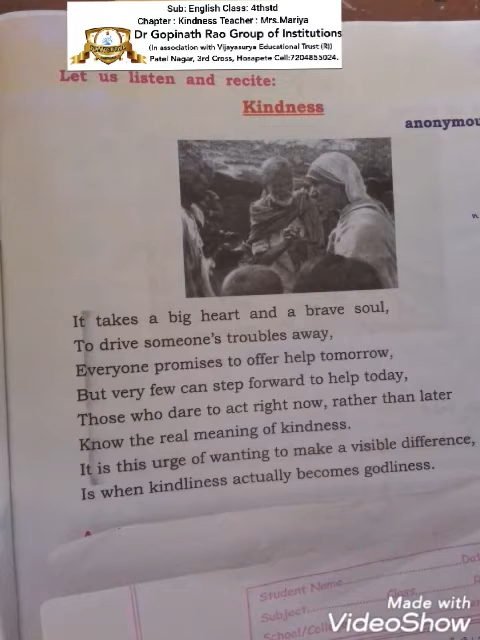 Sub: English Class: 4thstd
Chapter : Kindness Teacher : Mrs.Mariya
Dr Gopinath Rao Group of Institutions
(In association with Vijayasurya Educational Trust (R))
Patel Nagar, 3rd Cross, Hosapete Cell:7204855024.
Let us listen and recite:
Kindness
anonymou
It takes a big heart and a brave soul,
To drive someone's troubles away,
Everyone promises to offer help tomorrow,
But very few can step forward to help today,
Those who dare to act right now, rather than later
Know the real meaning of kindness.
It is this urge of wanting to make a visible difference,
Is when kindliness actually becomes godliness.
Student Name
Class
Subject
School/Coll
Made with
VideoShow